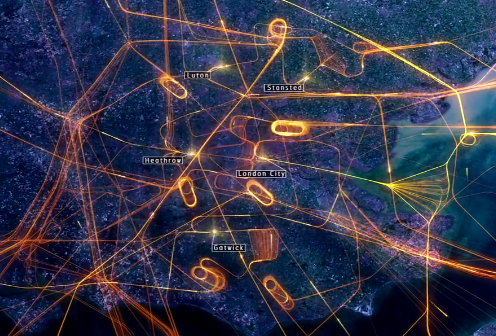 Luton
Stansted
Heathrow
London City
Gatwick